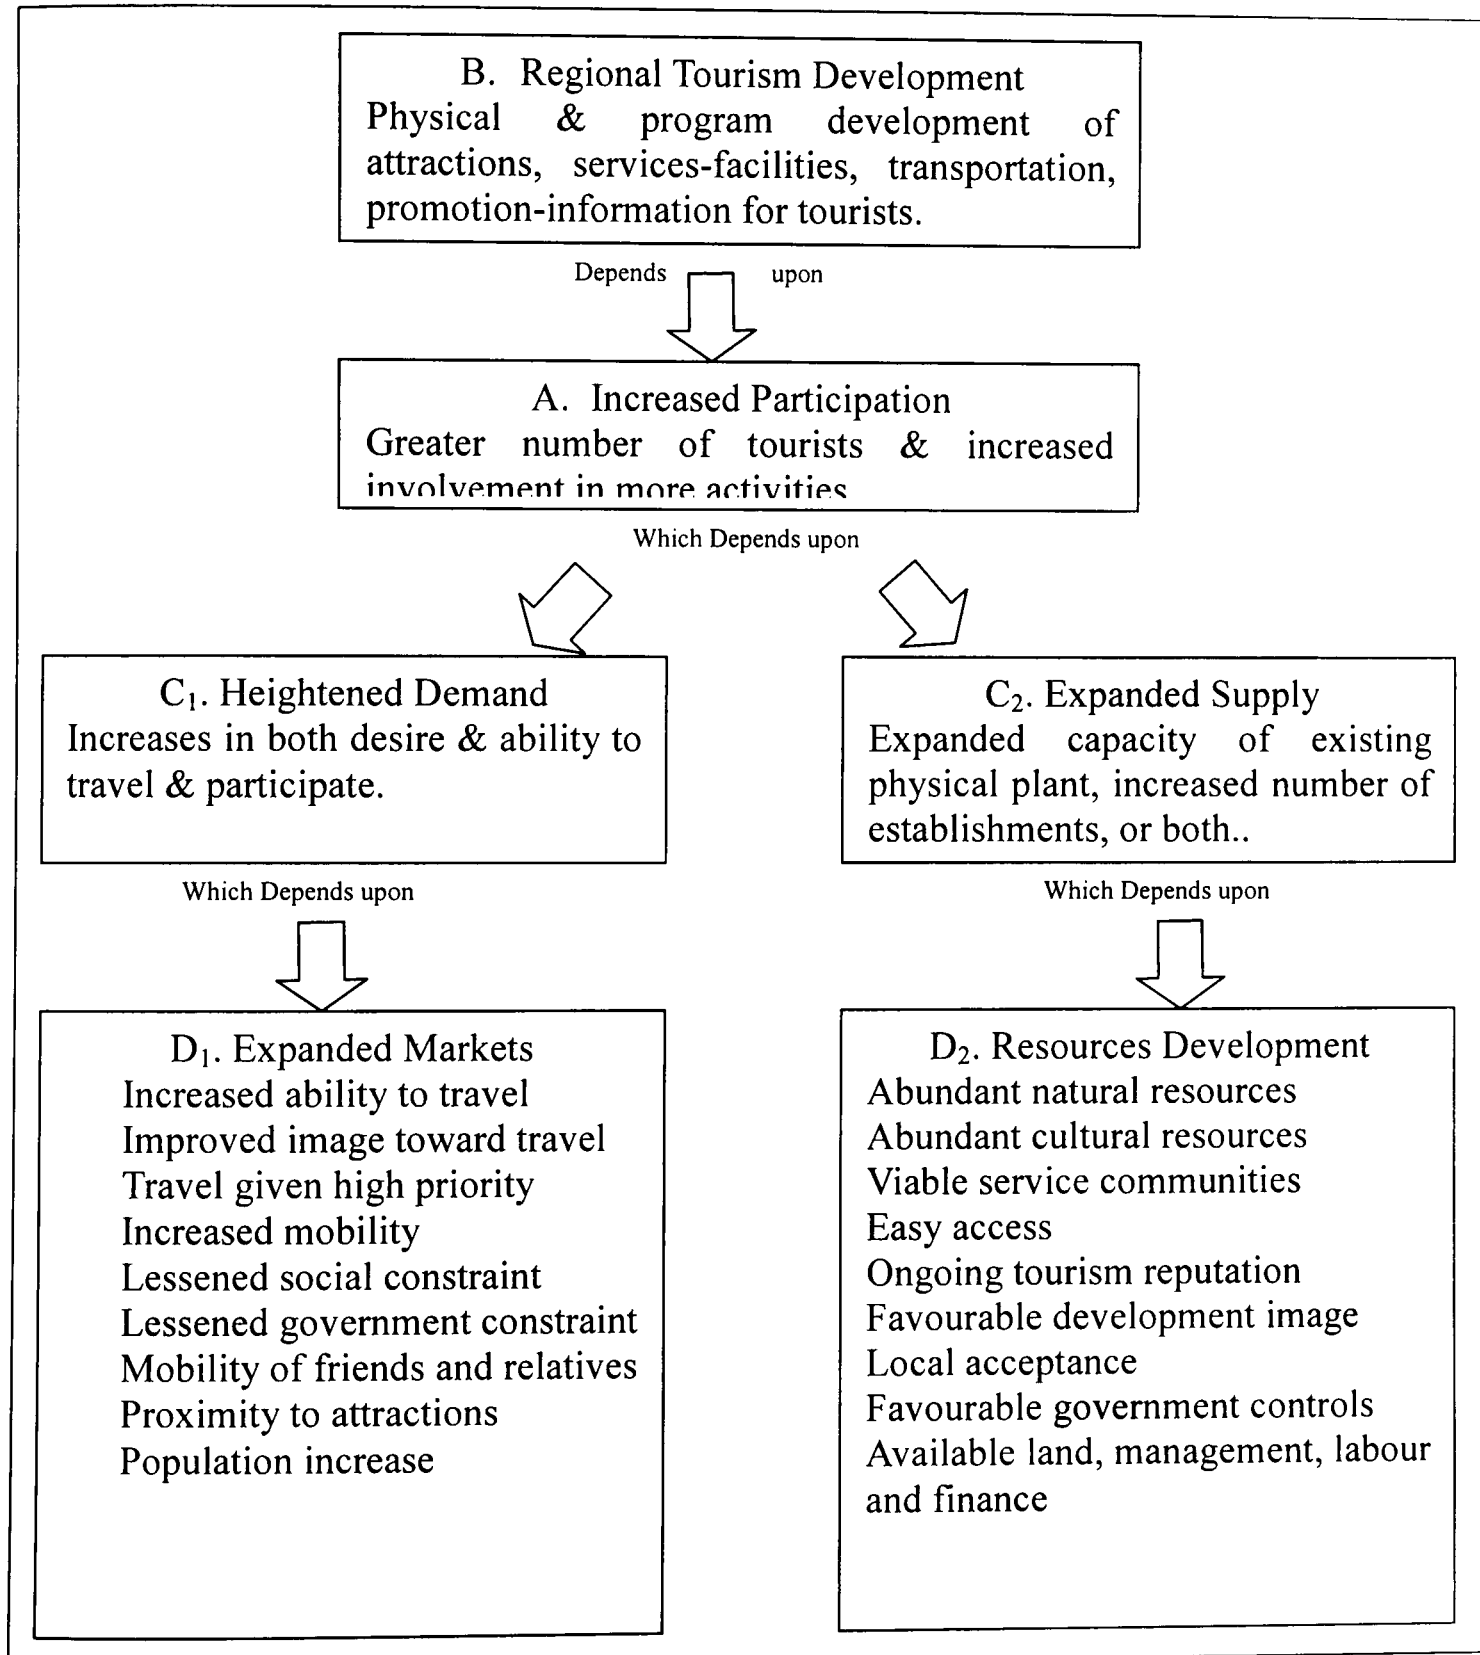 B. Regional Tourism Development
Physical & program development of
attractions, services-facilities, transportation,
promotion-information for tourists.
Depends upon
A. Increased Participation
Greater number of tourists & increased
involvement in more activities
Which Depends upon
C₁. Heightened Demand
Increases in both desire & ability to
travel & participate.
C₂. Expanded Supply
Expanded capacity of existing
physical plant, increased number of
establishments, or both..
Which Depends upon
Which Depends upon
D₁. Expanded Markets
Increased ability to travel
Improved image toward travel
Travel given high priority
Increased mobility
Lessened social constraint
Lessened government constraint
Mobility of friends and relatives
Proximity to attractions
Population increase
D₂. Resources Development
Abundant natural resources
Abundant cultural resources
Viable service communities
Easy access
Ongoing tourism reputation
Favourable development image
Local acceptance
Favourable government controls
Available land, management, labour
and finance